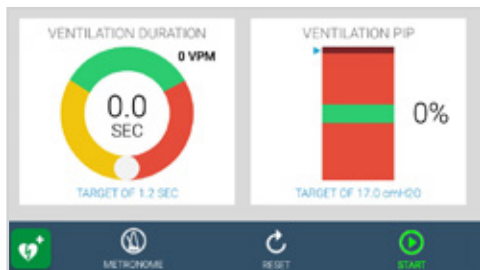 VENTILATION DURATION
0 VPM
0.0
SEC
TARGET OF 1.2 SEC
VENTILATION PIP
0%
TARGET OF 17.0 cmH2O
METRONOME
RESET
START